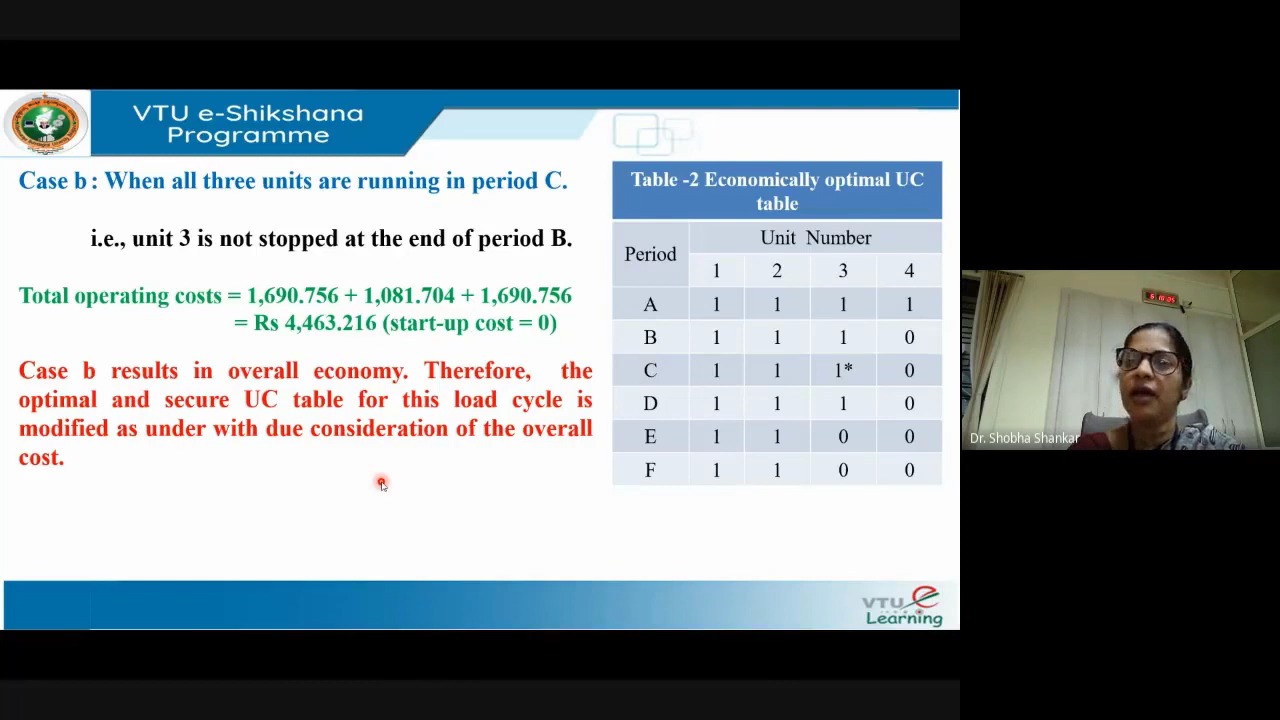 VTU e-Shikshana
Programme
Case b : When all three units are running in period C.
i.e., unit 3 is not stopped at the end of period B.
Total operating costs = 1,690.756 + 1,081.704 + 1,690.756
= Rs 4,463.216 (start-up cost = 0)
Case b results in overall economy. Therefore, the
optimal and secure UC table for this load cycle is
modified as under with due consideration of the overall
cost.
Table -2 Economically optimal UC
table
Period Unit Number
1 2 3 4
A 1 1 1 1
B 1 1 1 0
C 1 1 1* 0
D 1 1 1 0
E 1 1 0 0
F 1 1 0 0
VTU e
Learning
Dr. Shobha Shankar